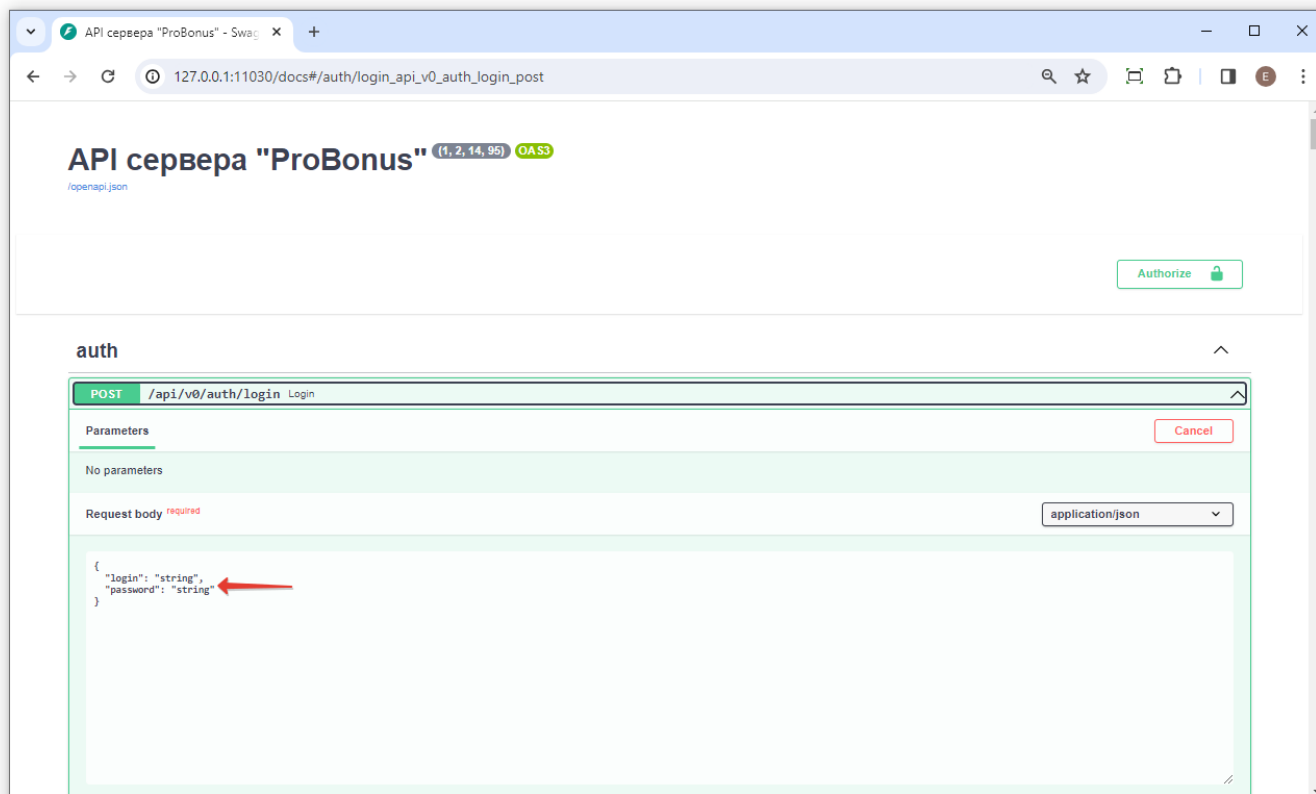 API сервера "ProBonus" - Swag
127.0.0.1:11030/docs#/auth/login_api_v0_auth_login_post
E
API сервера "ProBonus" (1, 2, 14, 95) OAS3
/openapi.json
Authorize
auth
POST /api/v0/auth/login Login
Parameters
Cancel
No parameters
Request body required
application/json
{
"login": "string",
"password": "string"
}